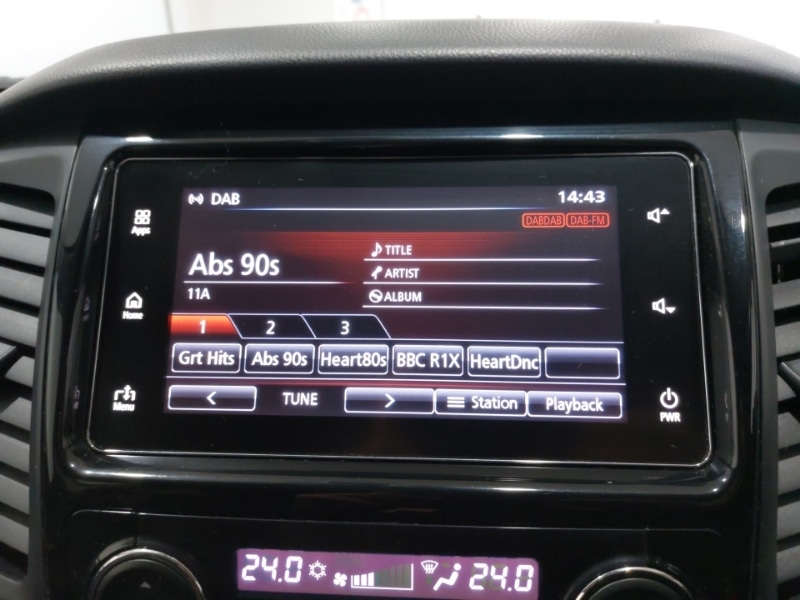 DAB 14:43
DABDAB DAB-FM
Apps
Abs 90s
TITLE
ARTIST
11A
ALBUM
Home
1 2 3
Grt Hits Abs 90s Heart80s BBC R1X HeartDnc
Menu
TUNE Station Playback
PWR
24.0 24.0